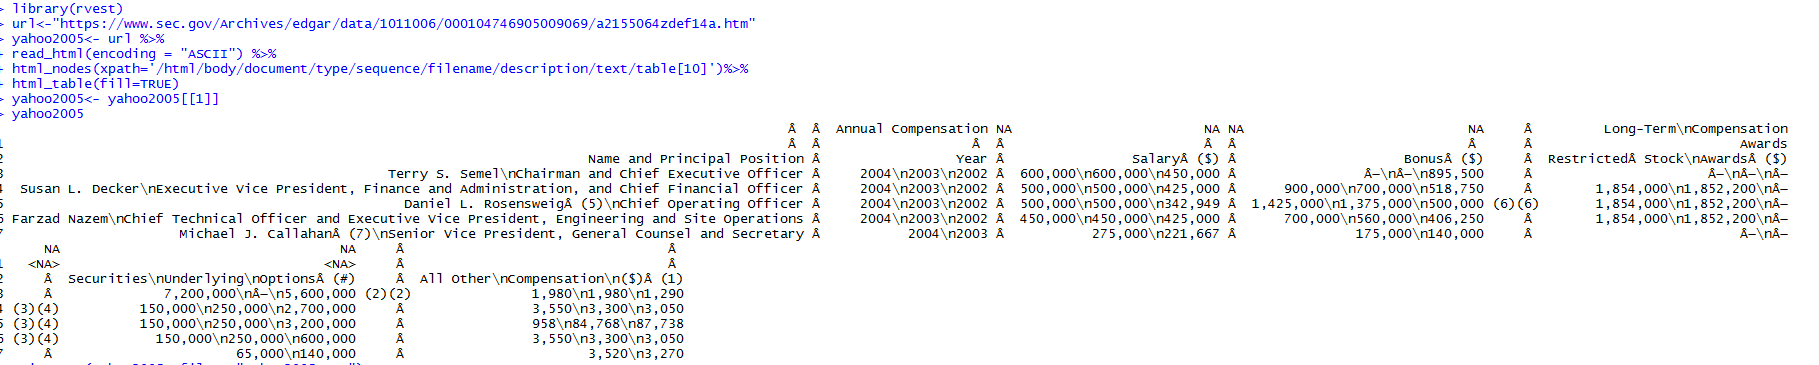 > library(rvest)
> url<-"https://www.sec.gov/Archives/edgar/data/1011006/000104746905009069/a2155064zdef14a.htm"
> yahoo2005<- url %>%
+ read_html(encoding = "ASCII") %>%
+ html_nodes(xpath='/html/body/document/type/sequence/filename/description/text/table[10]')%>%
+ html_table(fill=TRUE)
> yahoo2005<- yahoo2005[[1]]
> yahoo2005
Â Â Annual Compensation NA NA NA NA Â Long-Term\nCompensation
1 Â Â Â Â Â Â Â Â Awards
2 Name and Principal Position Â Year Â SalaryÂ ($) Â BonusÂ ($) Â RestrictedÂ Stock\nAwardsÂ ($)
3 Terry S. Semel\nChairman and Chief Executive Officer Â 2004\n2003\n2002 Â 600,000\n600,000\n450,000 Â Â—\nÂ—\n895,500 Â Â—\nÂ—\nÂ—
4 Susan L. Decker\nExecutive Vice President, Finance and Administration, and Chief Financial Officer Â 2004\n2003\n2002 Â 500,000\n500,000\n425,000 Â 900,000\n700,000\n518,750 Â 1,854,000\n1,852,200\nÂ—
5 Daniel L. RosensweigÂ (5)\nChief Operating Officer Â 2004\n2003\n2002 Â 500,000\n500,000\n342,949 Â 1,425,000\n1,375,000\n500,000 (6)(6) 1,854,000\n1,852,200\nÂ—
6 Farzad Nazem\nChief Technical Officer and Executive Vice President, Engineering and Site Operations Â 2004\n2003\n2002 Â 450,000\n450,000\n425,000 Â 700,000\n560,000\n406,250 Â 1,854,000\n1,852,200\nÂ—
7 Michael J. CallahanÂ (7)\nSenior Vice President, General Counsel and Secretary Â 2004\n2003 Â 275,000\n221,667 Â 175,000\n140,000 Â Â—\nÂ—
NA NA Â Â
1 <NA> <NA> Â Â
2 Â Securities\nUnderlying\nOptionsÂ (#) Â All Other\nCompensation\n($)Â (1)
3 Â 7,200,000\nÂ—\n5,600,000 (2)(2) 1,980\n1,980\n1,290
4 (3)(4) 150,000\n250,000\n2,700,000 Â 3,550\n3,300\n3,050
5 (3)(4) 150,000\n250,000\n3,200,000 Â 958\n84,768\n87,738
6 (3)(4) 150,000\n250,000\n600,000 Â 3,550\n3,300\n3,050
7 Â 65,000\n140,000 Â 3,520\n3,270